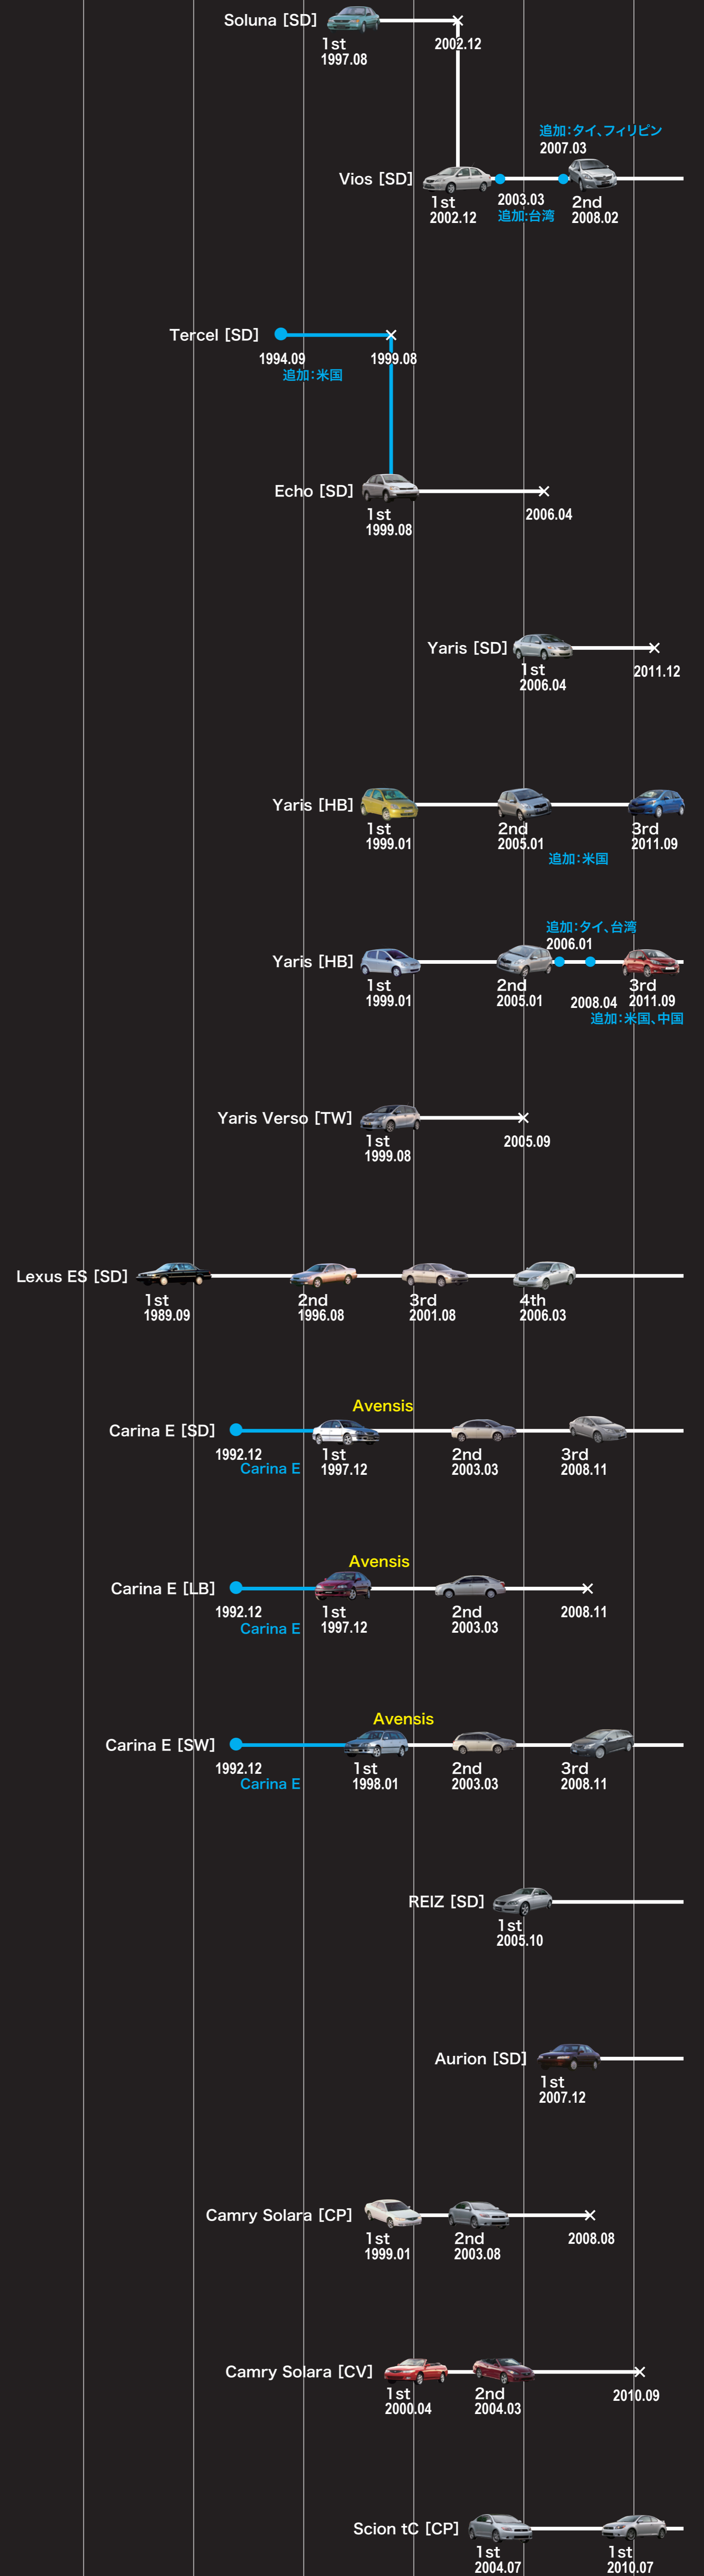 Soluna [SD]
1st
1997.08
2002.12
追加：タイ、フィリピン
2007.03
Vios [SD]
1st
2002.12
2003.03
追加：台湾
2nd
2008.02
Tercel [SD]
1994.09
追加：米国
1999.08
Echo [SD]
1st
1999.08
2006.04
Yaris [SD]
1st
2006.04
2011.12
Yaris [HB]
1st
1999.01
2nd
2005.01
追加：米国
3rd
2011.09
追加：タイ、台湾
2006.01
Yaris [HB]
1st
1999.01
2nd
2005.01
2008.04
追加：米国、中国
3rd
2011.09
Yaris Verso [TW]
1st
1999.08
2005.09
Lexus ES [SD]
1st
1989.09
2nd
1996.08
3rd
2001.08
4th
2006.03
Avensis
Carina E [SD]
1992.12
Carina E
1st
1997.12
2nd
2003.03
3rd
2008.11
Avensis
Carina E [LB]
1992.12
Carina E
1st
1997.12
2nd
2003.03
2008.11
Avensis
Carina E [SW]
1992.12
Carina E
1st
1998.01
2nd
2003.03
3rd
2008.11
REIZ [SD]
1st
2005.10
Aurion [SD]
1st
2007.12
Camry Solara [CP]
1st
1999.01
2nd
2003.08
2008.08
Camry Solara [CV]
1st
2000.04
2nd
2004.03
2010.09
Scion tC [CP]
1st
2004.07
1st
2010.07